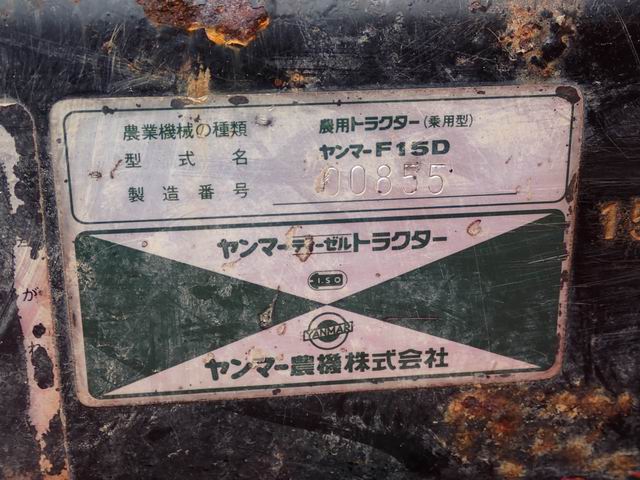 農業機械の種類 農用トラクター(乗用型)
型式名 ヤンマーF15D
製造番号 00855
ヤンマーディーゼルトラクター
ISO
YANMAR
ヤンマー農機株式会社
が